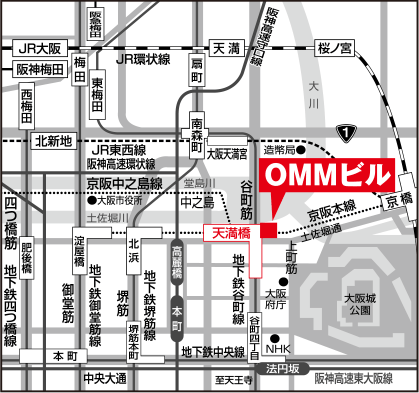 阪急梅田
阪神高速守口線
JR大阪
天満
桜ノ宮
梅田
JR環状線
阪神梅田
扇町
東梅田
西梅田
大川
南森町
1
北新地
大阪天満宮
造幣局
JR東西線
阪神高速環状線
OMMビル
京阪中之島線
堂島川
谷町筋
大阪市役所
中之島
京橋
京阪本線
土佐堀川
土佐堀通
四つ橋筋
天満橋
肥後橋
淀屋橋
北浜
高麗橋
上町筋
地下鉄四つ橋線
御堂筋
地下鉄御堂筋線
堺筋
地下鉄堺筋線
地下鉄谷町線
大阪府庁
大阪城公園
本町
堺筋本町
谷町四丁目
NHK
本町
地下鉄中央線
法円坂
中央大通
至天王寺
阪神高速東大阪線